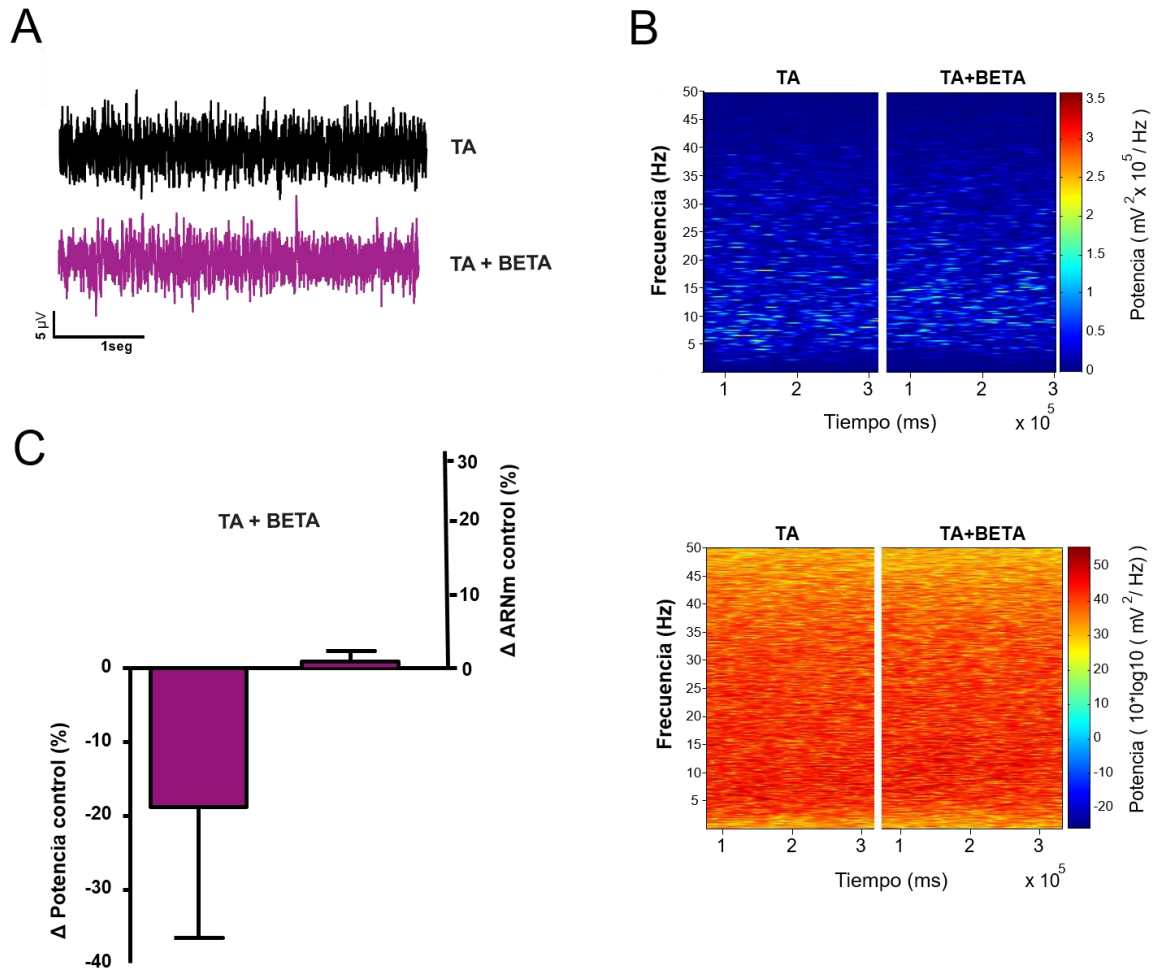 A
TA
TA + BETA
5 µV
1seg
B
TA
TA+BETA
50
45
40
35
30
25
20
15
10
5
Frecuencia (Hz)
1
2
3
1
2
3
Tiempo (ms)
x 10^5
3.5
3
2.5
2
1.5
1
0.5
0
Potencia ( mV^2 x 10^5 / Hz )
C
TA + BETA
30
20
10
0
Δ ARNm control (%)
0
-10
-20
-30
-40
Δ Potencia control (%)
TA
TA+BETA
50
45
40
35
30
25
20
15
10
5
Frecuencia (Hz)
1
2
3
1
2
3
Tiempo (ms)
x 10^5
50
40
30
20
10
0
-10
-20
Potencia ( 10*log10 ( mV^2 / Hz) )